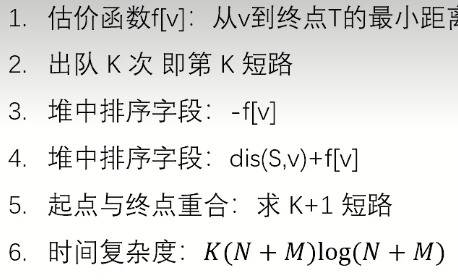 1. 估价函数f[v]：从v到终点T的最小距离
2. 出队 K 次 即第 K 短路
3. 堆中排序字段：-f[v]
4. 堆中排序字段：dis(S,v)+f[v]
5. 起点与终点重合：求 K+1 短路
6. 时间复杂度：K(N + M)log(N + M)